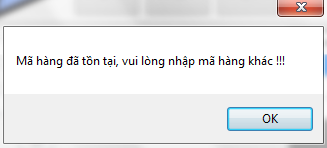 Mã hàng đã tồn tại, vui lòng nhập mã hàng khác !!!
OK